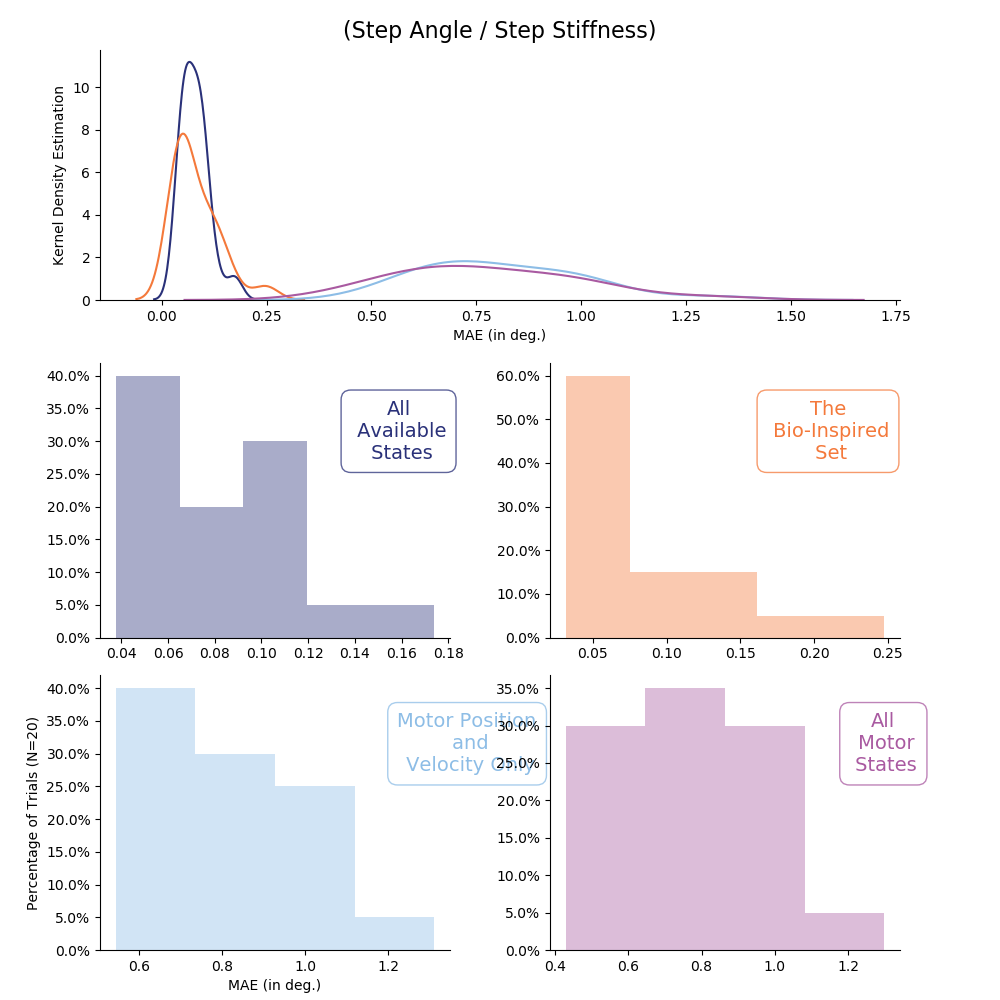 (Step Angle / Step Stiffness)
Kernel Density Estimation
10
8
6
4
2
0
0.00 0.25 0.50 0.75 1.00 1.25 1.50 1.75
MAE (in deg.)
40.0%
35.0%
30.0%
25.0%
20.0%
15.0%
10.0%
5.0%
0.0%
All
Available
States
0.04 0.06 0.08 0.10 0.12 0.14 0.16 0.18
60.0%
50.0%
40.0%
30.0%
20.0%
10.0%
0.0%
The
Bio-Inspired
Set
0.05 0.10 0.15 0.20 0.25
Percentage of Trials (N=20)
40.0%
35.0%
30.0%
25.0%
20.0%
15.0%
10.0%
5.0%
0.0%
Motor Position
and
Velocity Only
0.6 0.8 1.0 1.2
MAE (in deg.)
35.0%
30.0%
25.0%
20.0%
15.0%
10.0%
5.0%
0.0%
All
Motor
States
0.4 0.6 0.8 1.0 1.2